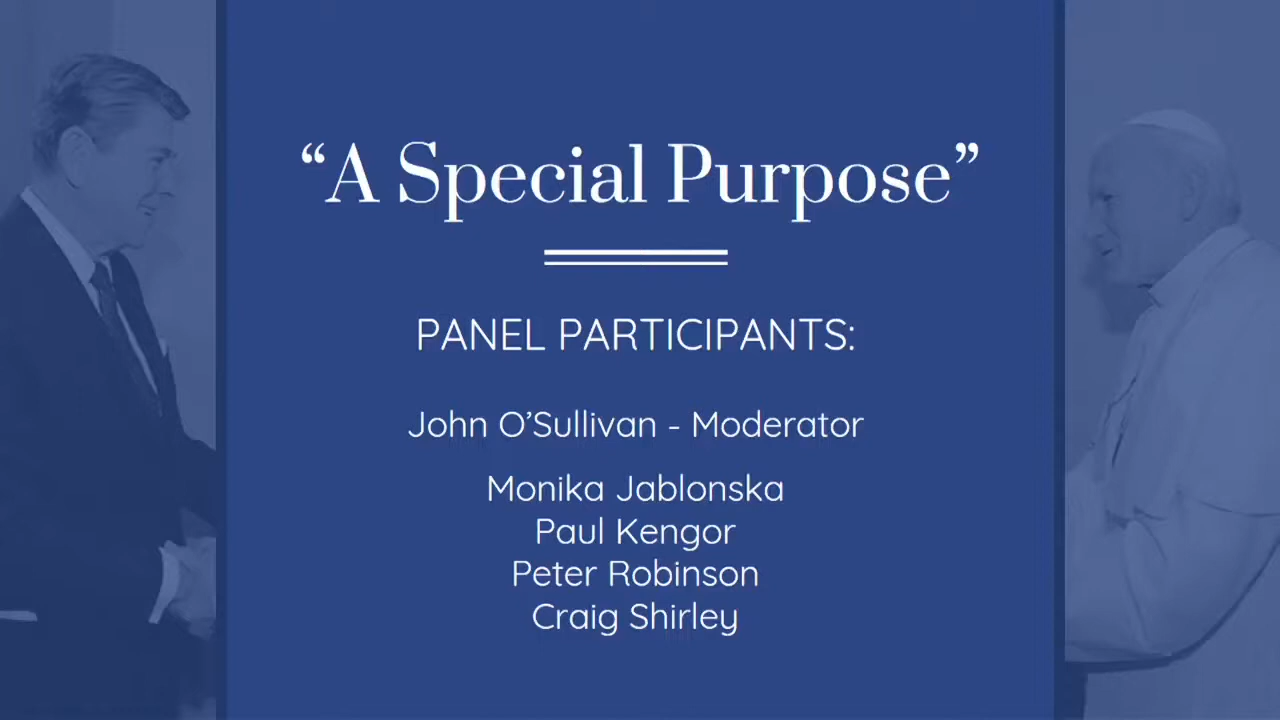 “A Special Purpose”
PANEL PARTICIPANTS:
John O’Sullivan - Moderator
Monika Jablonska
Paul Kengor
Peter Robinson
Craig Shirley